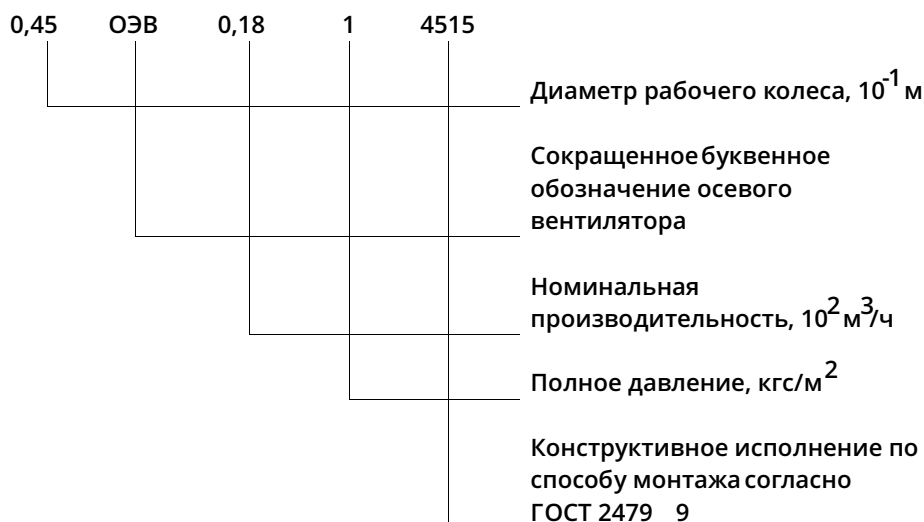 0,45 ОЭВ 0,18 1 4515
Диаметр рабочего колеса, 10⁻¹ м
Сокращенное буквенное
обозначение осевого
вентилятора
Номинальная
производительность, 10² м³/ч
Полное давление, кгс/м²
Конструктивное исполнение по
способу монтажа согласно
ГОСТ 2479 9